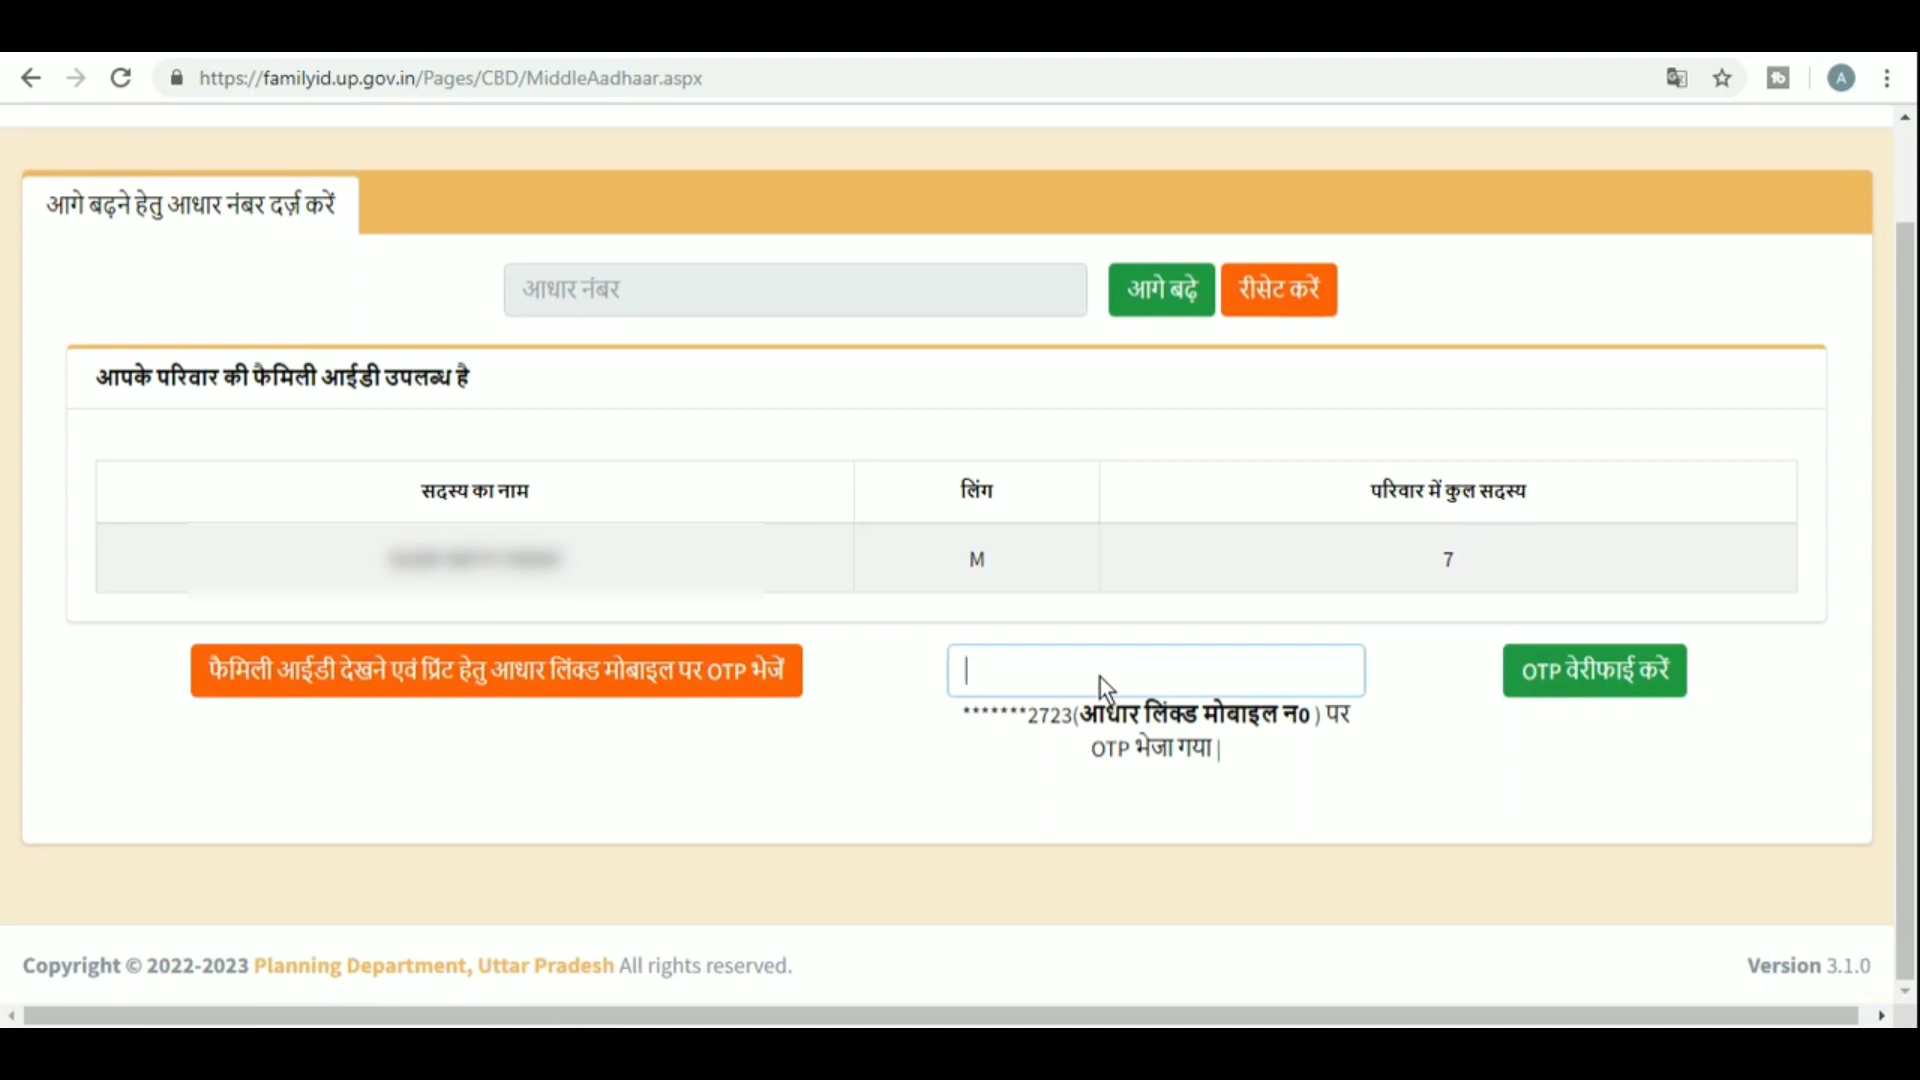 https://familyid.up.gov.in/Pages/CBD/MiddleAadhaar.aspx
A
आगे बढ़ने हेतु आधार नंबर दर्ज़ करें
आधार नंबर
आगे बढ़े
रीसेट करें
आपके परिवार की फैमिली आईडी उपलब्ध है
सदस्य का नाम लिंग परिवार में कुल सदस्य
M 7
फैमिली आईडी देखने एवं प्रिंट हेतु आधार लिंक्ड मोबाइल पर OTP भेजें
OTP वेरीफाई करें
*******2723(आधार लिंक्ड मोबाइल न0 ) पर
OTP भेजा गया |
Copyright © 2022-2023 Planning Department, Uttar Pradesh All rights reserved.
Version 3.1.0